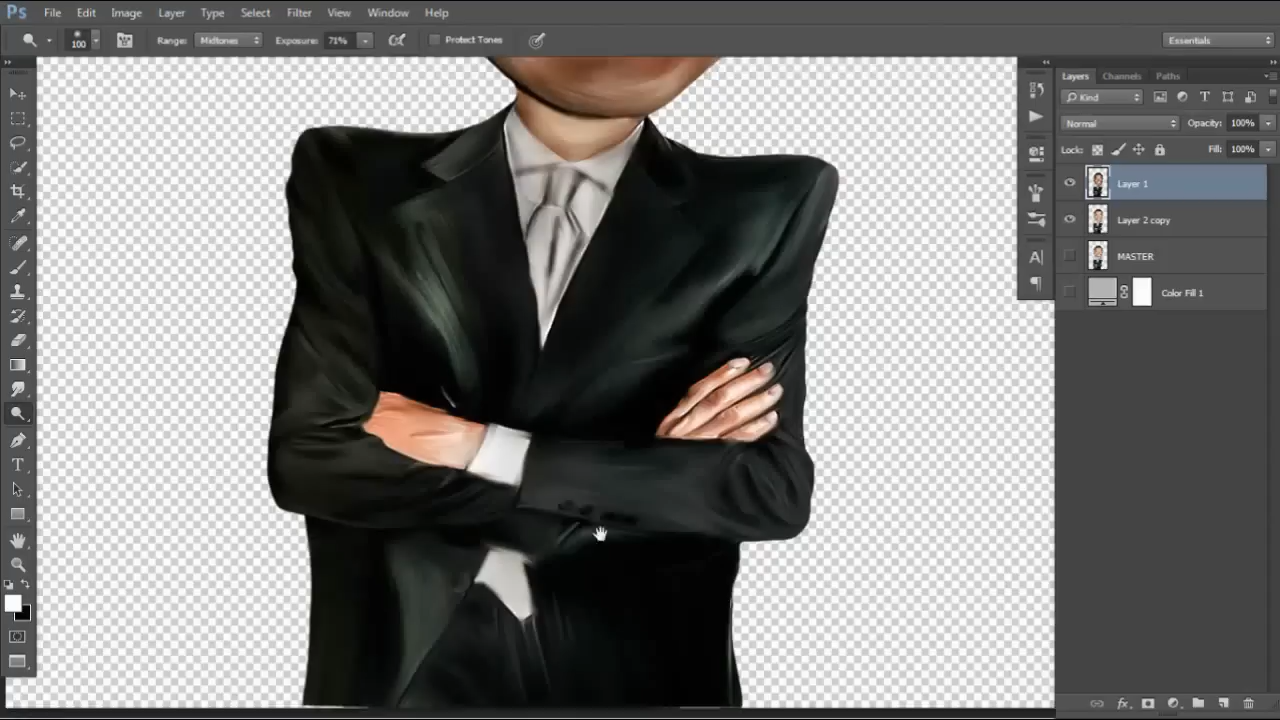 Ps File Edit Image Layer Type Select Filter View Window Help
100 Range: Midtones Exposure: 71% Protect Tones Essentials
Layers Channels Paths
Kind T
Normal Opacity: 100%
Lock: Fill: 100%
Layer 1
Layer 2 copy
MASTER
Color Fill 1
A
T